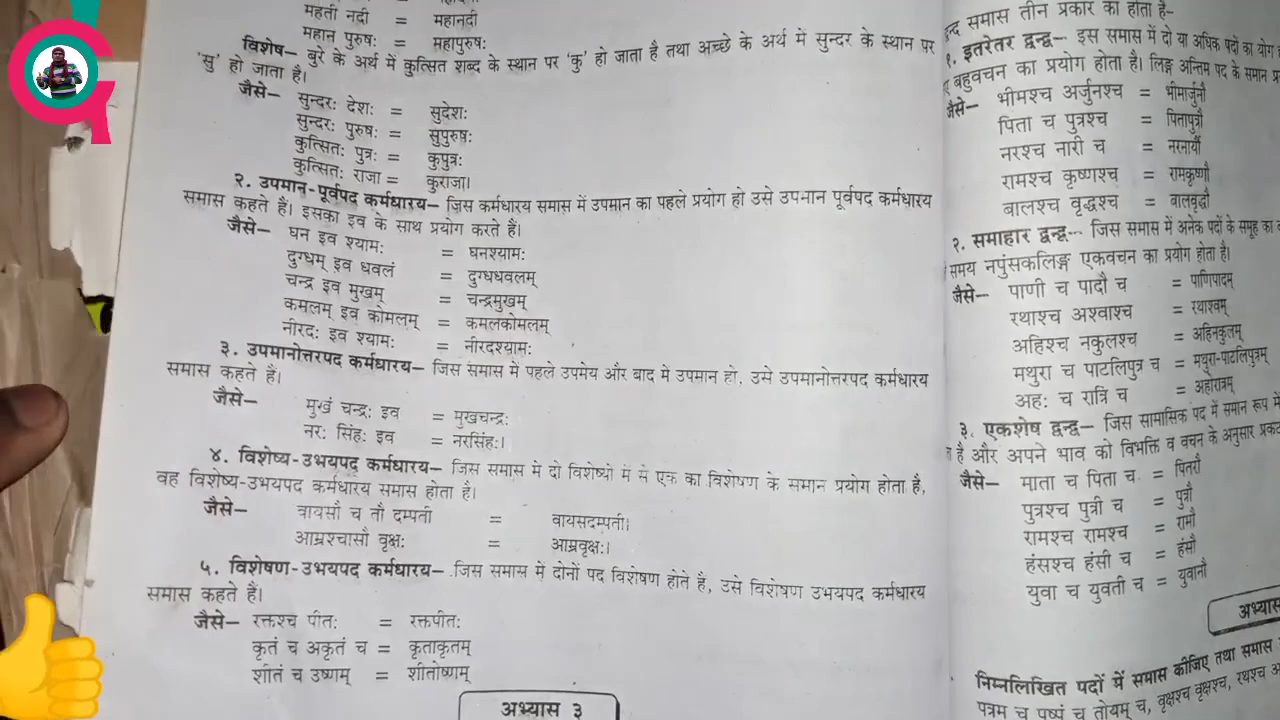 महती नदी = महानदी
महान पुरुषः = महापुरुषः
विशेष— बुरे के अर्थ में कुत्सित शब्द के स्थान पर 'कु' हो जाता है तथा अच्छे के अर्थ में सुन्दर के स्थान पर
'सु' हो जाता है।
जैसे— सुन्दरः देशः = सुदेशः
सुन्दरः पुरुषः = सुपुरुषः
कुत्सितः पुत्रः = कुपुत्रः
कुत्सितः राजा = कुराजा।
२. उपमान-पूर्वपद कर्मधारय— जिस कर्मधारय समास में उपमान का पहले प्रयोग हो उसे उपमान पूर्वपद कर्मधारय
समास कहते हैं। इसका इव के साथ प्रयोग करते हैं।
जैसे— घन इव श्यामः = घनश्यामः
दुग्धम् इव धवलं = दुग्धधवलम्
चन्द्र इव मुखम् = चन्द्रमुखम्
कमलम् इव कोमलम् = कमलकोमलम्
नीरदः इव श्यामः = नीरदश्यामः
३. उपमानोत्तरपद कर्मधारय— जिस समास में पहले उपमेय और बाद मे उपमान हो, उसे उपमानोत्तरपद कर्मधारय
समास कहते हैं।
जैसे— मुखं चन्द्रः इव = मुखचन्द्रः
नरः सिंहः इव = नरसिंहः।
४. विशेष्य-उभयपद कर्मधारय— जिस समास में दो विशेष्यो में से एक का विशेषण के समान प्रयोग होता है,
वह विशेष्य-उभयपद कर्मधारय समास होता है।
जैसे— वायसौ च तौ दम्पती = वायसदम्पती।
आम्रश्चासौ वृक्षः = आम्रवृक्षः।
५. विशेषण-उभयपद कर्मधारय— जिस समास में दोनों पद विशेषण होते है, उसे विशेषण उभयपद कर्मधारय
समास कहते हैं।
जैसे— रक्तश्च पीतः = रक्तपीतः
कृतं च अकृतं च = कृताकृतम्
शीतं च उष्णम् = शीतोष्णम्
अभ्यास ३
द्वन्द्व समास तीन प्रकार का होता है—
१. इतरेतर द्वन्द्व— इस समास में दो या अधिक पदों का योग
बहुवचन का प्रयोग होता है। लिङ्ग अन्तिम पद के समान
जैसे— भीमश्च अर्जुनश्च = भीमार्जुनौ
पिता च पुत्रश्च = पितापुत्रौ
नरश्च नारी च = नरनार्यौ
रामश्च कृष्णश्च = रामकृष्णौ
बालश्च वृद्धश्च = बालवृद्धौ
२. समाहार द्वन्द्व— जिस समास में अनेक पदों के समूह का
समय नपुंसकलिङ्ग एकवचन का प्रयोग होता है।
जैसे— पाणी च पादौ च = पाणिपादम्
रथाश्च अश्वाश्च = रथाश्वम्
अहिश्च नकुलश्च = अहिनकुलम्
मथुरा च पाटलिपुत्र च = मथुरा-पाटलिपुत्रम्
अहः च रात्रि च = अहोरात्रम्
३. एकशेष द्वन्द्व— जिस सामासिक पद में समान रूप में
है और अपने भाव को विभक्ति व वचन के अनुसार प्रकट
जैसे— माता च पिता च = पितरौ
पुत्रश्च पुत्री च = पुत्रौ
रामश्च रामश्च = रामौ
हंसश्च हंसी च = हंसौ
युवा च युवती च = युवानौ
अभ्यास
निम्नलिखित पदों में समास कीजिए तथा समास
पत्रम् च पुष्पं च तोयम् च, वृक्षश्च वृक्षश्च, रथश्च